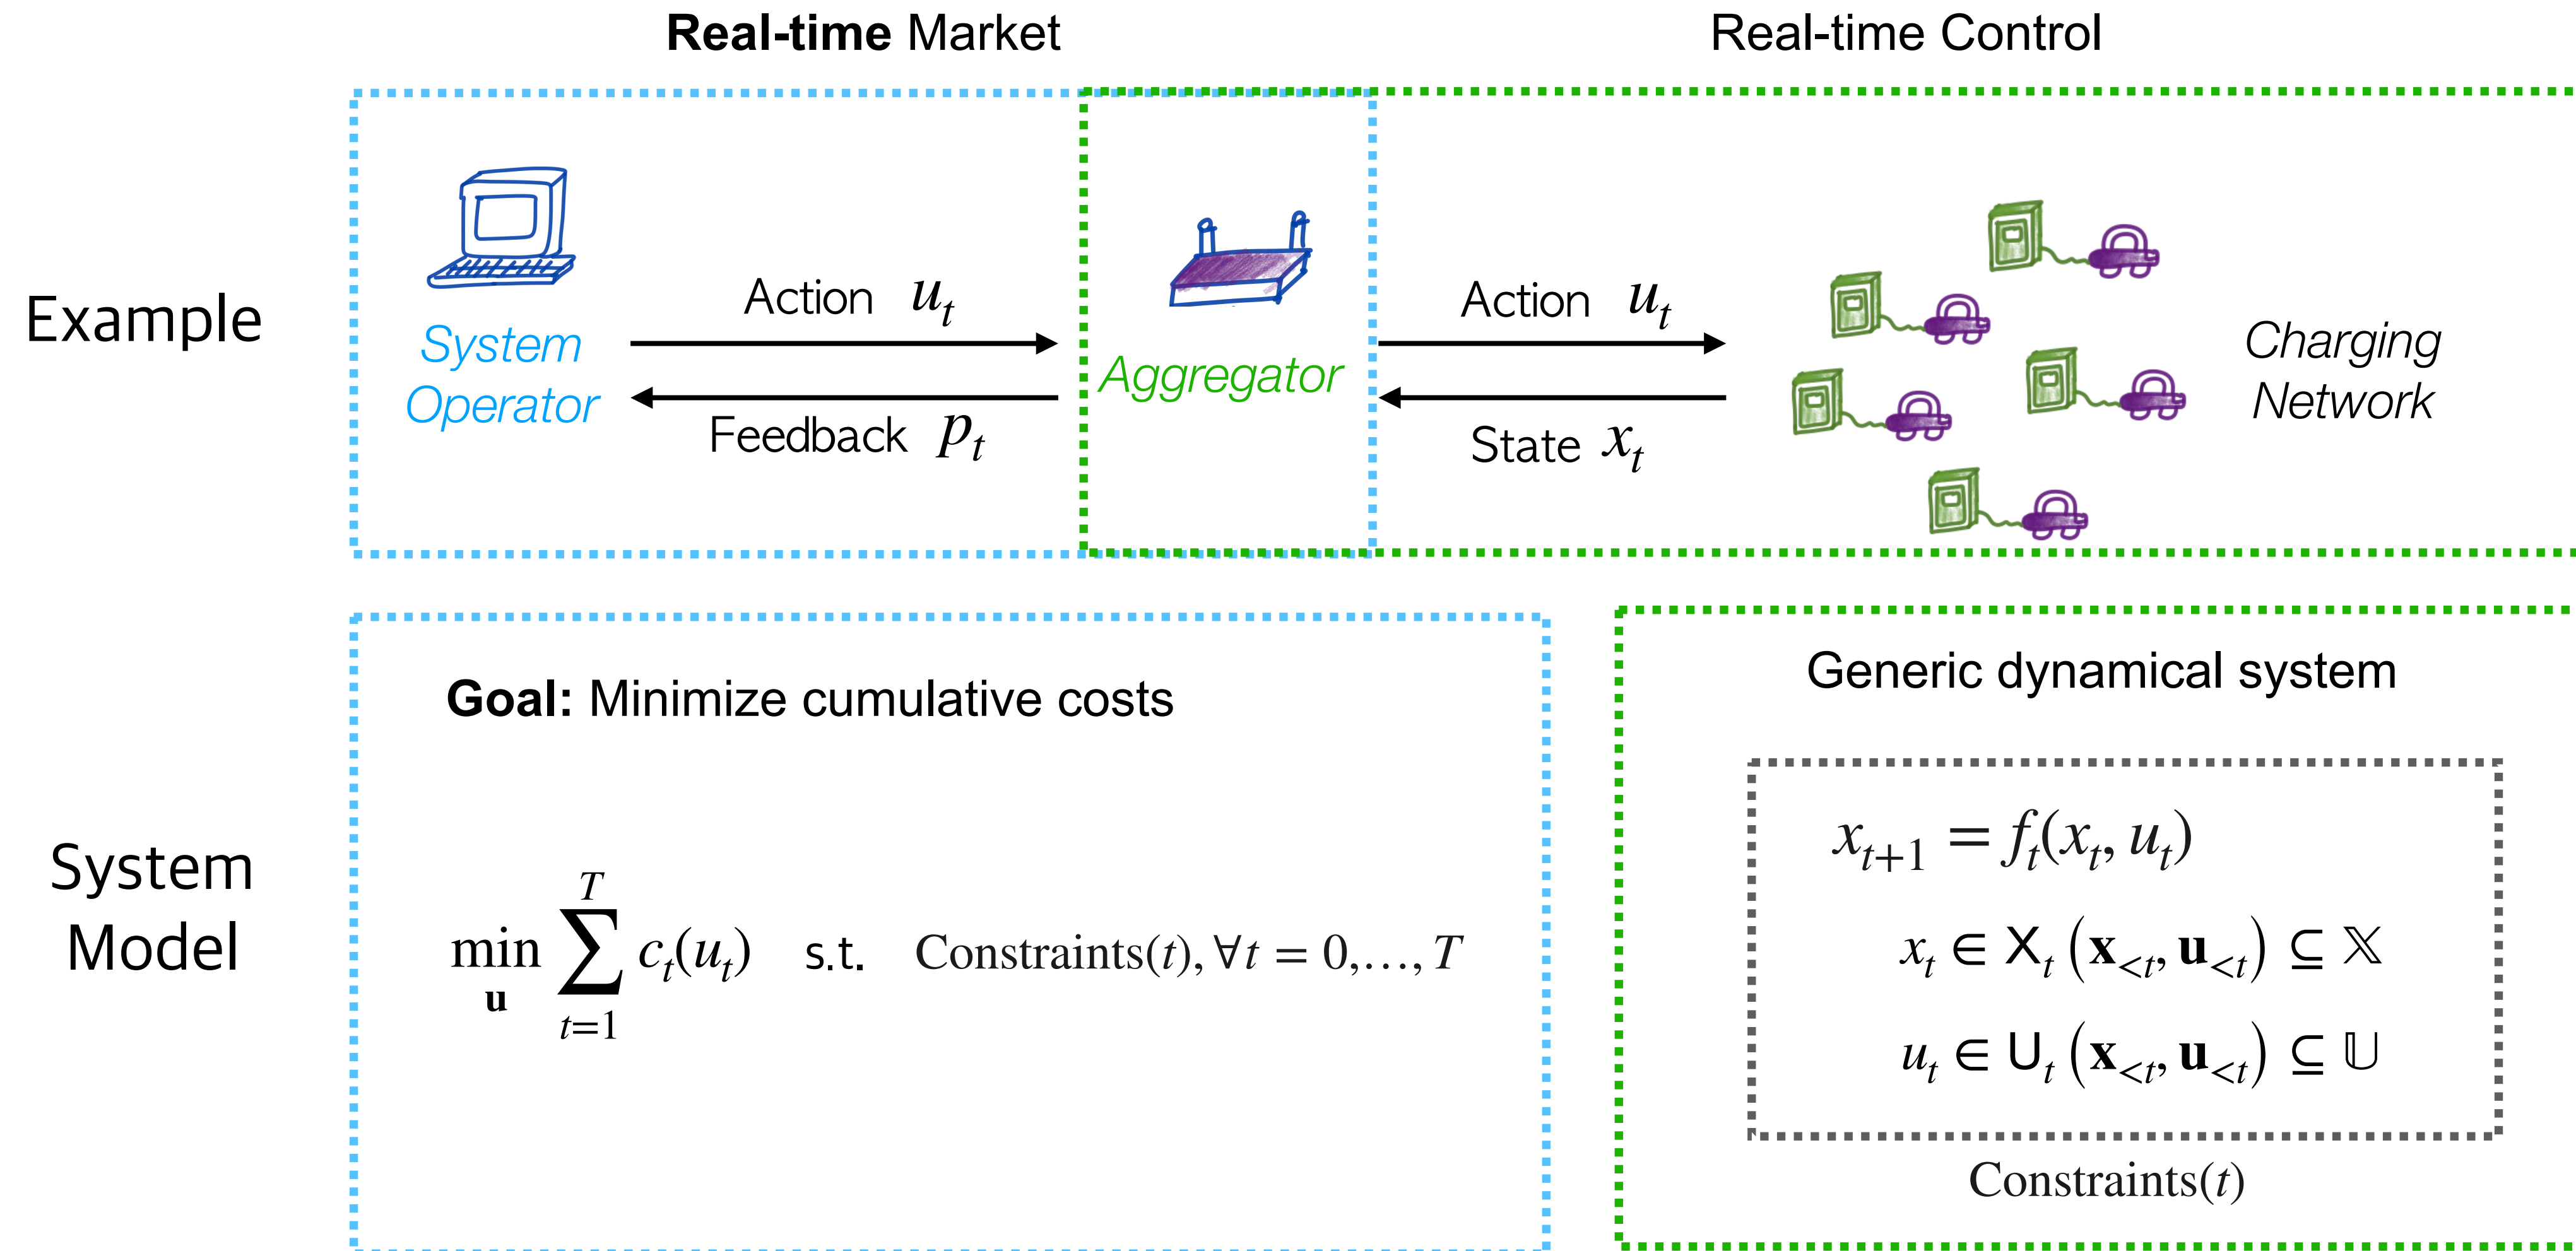 Real-time Market
Real-time Control
Example
System
Operator
Action u_t
Feedback p_t
Aggregator
Action u_t
State x_t
Charging
Network
System
Model
Goal: Minimize cumulative costs
min_𝐮 ∑_{t=1}^{T} c_t(u_t) s.t. Constraints(t), ∀t = 0,…, T
Generic dynamical system
x_{t+1} = f_t(x_t, u_t)
x_t ∈ X_t (𝐱_{<t}, 𝐮_{<t}) ⊆ 𝕏
u_t ∈ U_t (𝐱_{<t}, 𝐮_{<t}) ⊆ 𝕌
Constraints(t)